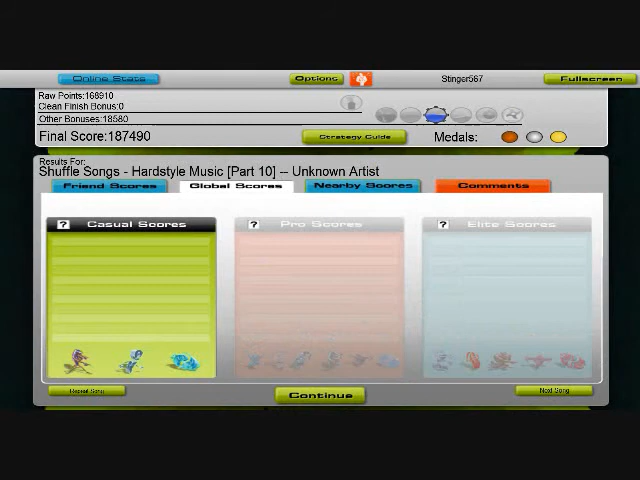 Online Stats
Options
Stinger567
Fullscreen
Raw Points:168910
Clean Finish Bonus:0
Other Bonuses:18580
Final Score:187490
Strategy Guide
Medals:
Results For:
Shuffle Songs - Hardstyle Music [Part 10] -- Unknown Artist
Friend Scores
Global Scores
Nearby Scores
Comments
? Casual Scores
? Pro Scores
? Elite Scores
Repeat Song
Continue
Next Song